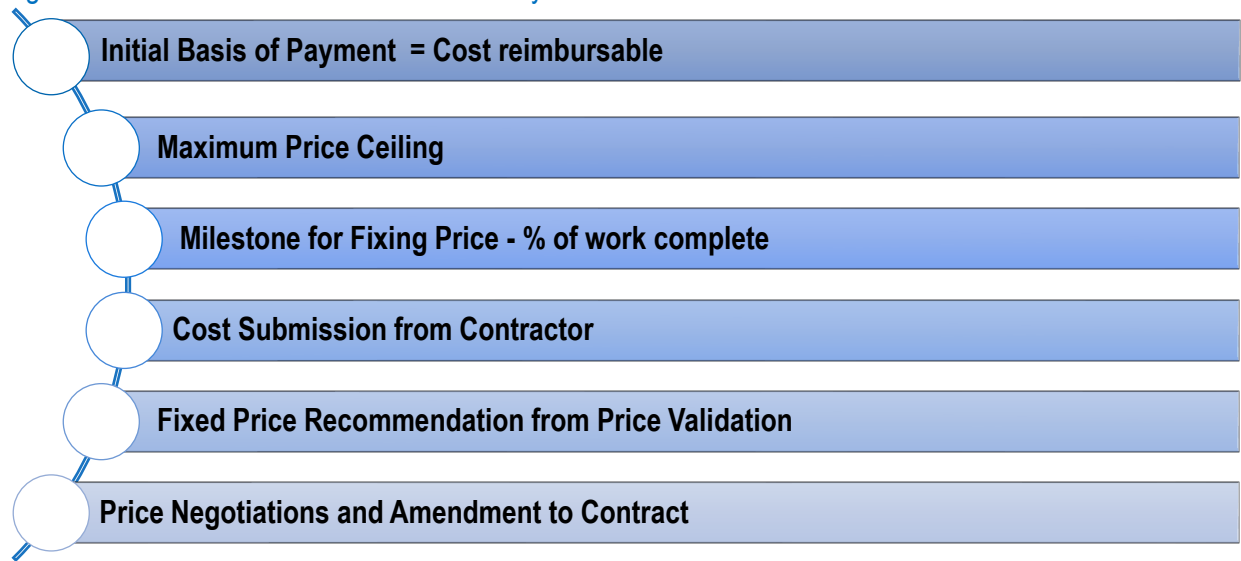 Initial Basis of Payment = Cost reimbursable
Maximum Price Ceiling
Milestone for Fixing Price - % of work complete
Cost Submission from Contractor
Fixed Price Recommendation from Price Validation
Price Negotiations and Amendment to Contract